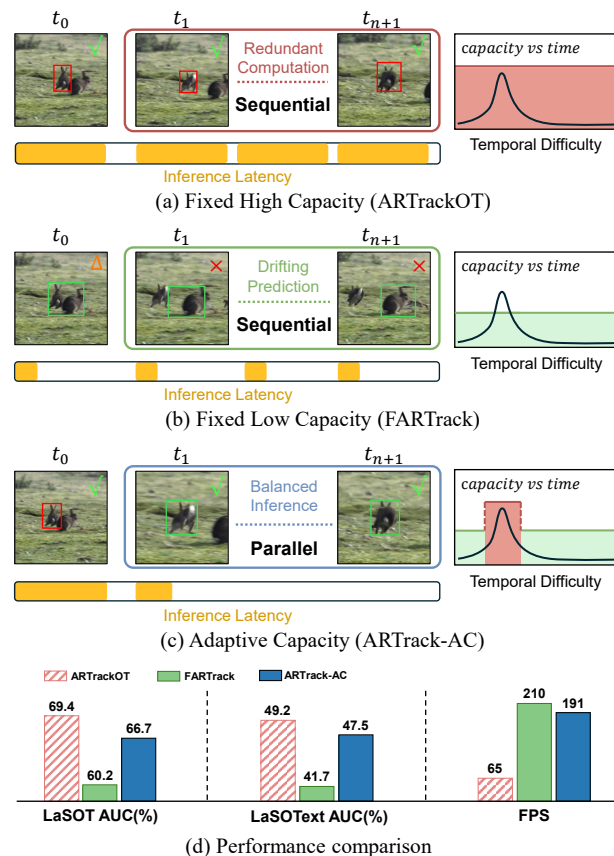 t₀ t₁ tₙ₊₁
√ √ Redundant Computation √ capacity vs time
Sequential
Temporal Difficulty
Inference Latency
(a) Fixed High Capacity (ARTrackOT)
t₀ t₁ tₙ₊₁
Δ × Drifting Prediction × capacity vs time
Sequential
Temporal Difficulty
Inference Latency
(b) Fixed Low Capacity (FARTrack)
t₀ t₁ tₙ₊₁
√ √ Balanced Inference √ capacity vs time
Parallel
Temporal Difficulty
Inference Latency
(c) Adaptive Capacity (ARTrack-AC)
ARTrackOT FARTrack ARTrack-AC
69.4 60.2 66.7
49.2 41.7 47.5
65 210 191
LaSOT AUC(%) LaSOText AUC(%) FPS
(d) Performance comparison